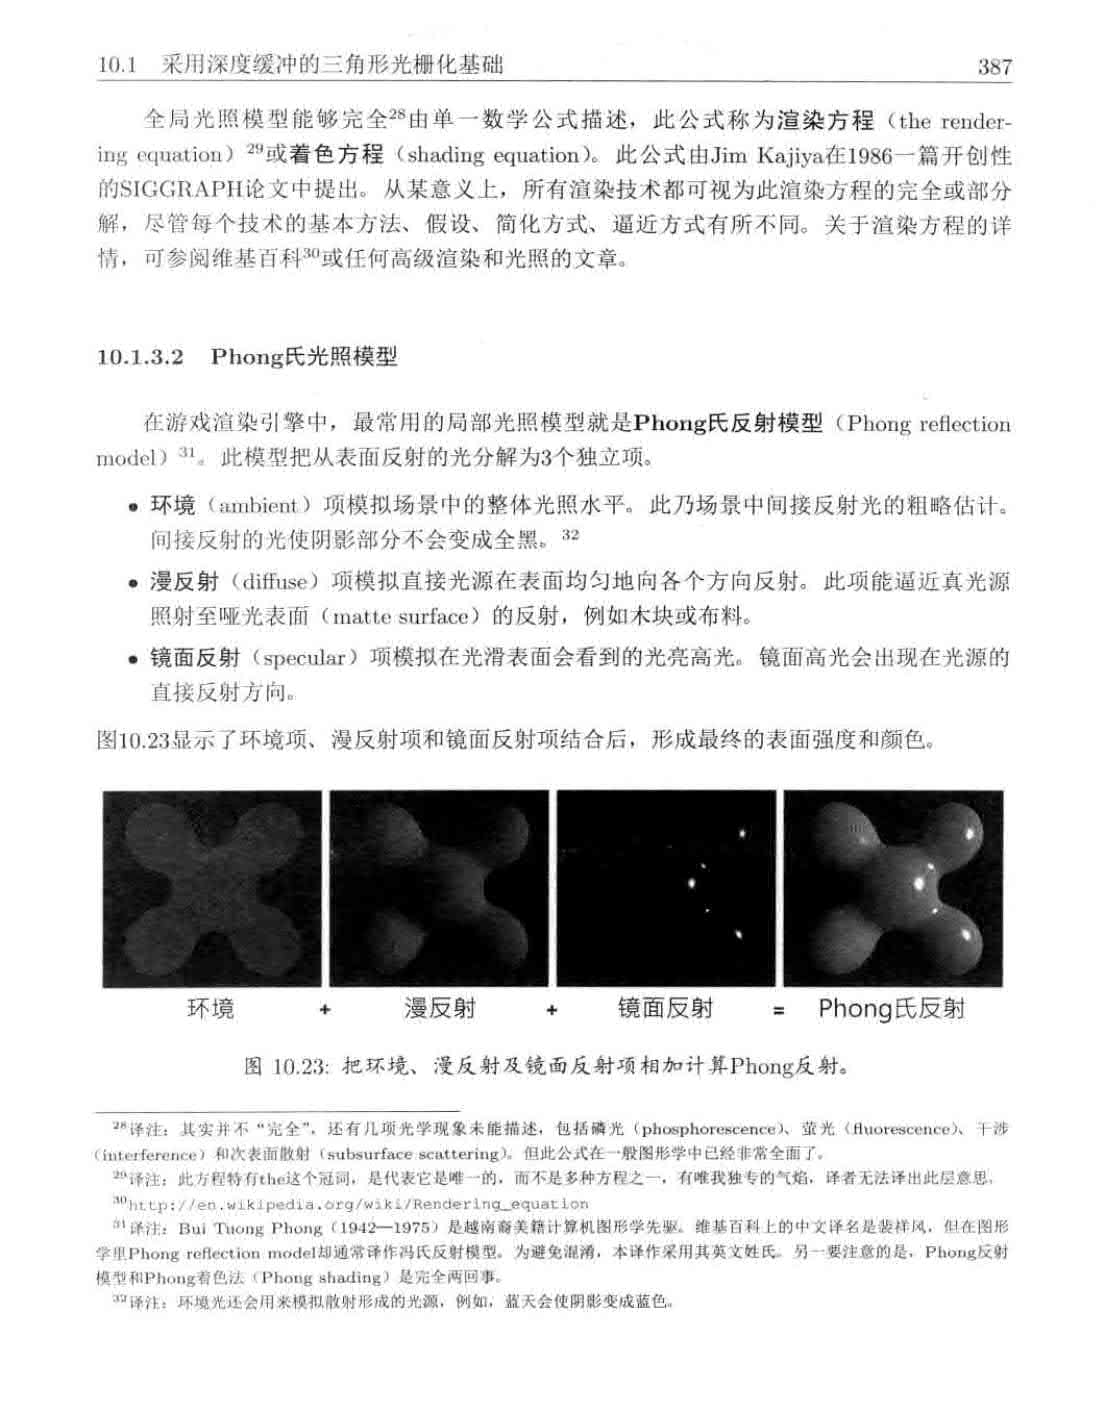 10.1 采用深度缓冲的三角形光栅化基础 387
全局光照模型能够完全²⁸由单一数学公式描述，此公式称为渲染方程（the render-
ing equation）²⁹或着色方程（shading equation）。此公式由Jim Kajiya在1986一篇开创性
的SIGGRAPH论文中提出。从某意义上，所有渲染技术都可视为此渲染方程的完全或部分
解，尽管每个技术的基本方法、假设、简化方式、逼近方式有所不同。关于渲染方程的详
情，可参阅维基百科³⁰或任何高级渲染和光照的文章。
10.1.3.2 Phong氏光照模型
在游戏渲染引擎中，最常用的局部光照模型就是Phong氏反射模型（Phong reflection
model）³¹。此模型把从表面反射的光分解为3个独立项。
• 环境（ambient）项模拟场景中的整体光照水平。此乃场景中间接反射光的粗略估计。
间接反射的光使阴影部分不会变成全黑。³²
• 漫反射（diffuse）项模拟直接光源在表面均匀地向各个方向反射。此项能逼近真光源
照射至哑光表面（matte surface）的反射，例如木块或布料。
• 镜面反射（specular）项模拟在光滑表面会看到的光亮高光。镜面高光会出现在光源的
直接反射方向。
图10.23显示了环境项、漫反射项和镜面反射项结合后，形成最终的表面强度和颜色。
环境 + 漫反射 + 镜面反射 = Phong氏反射
图 10.23: 把环境、漫反射及镜面反射项相加计算Phong反射。
²⁸译注：其实并不“完全”，还有几项光学现象未能描述，包括磷光（phosphorescence）、萤光（fluorescence）、干涉
（interference）和次表面散射（subsurface scattering）。但此公式在一般图形学中已经非常全面了。
²⁹译注：此方程特有the这个冠词，是代表它是唯一的，而不是多种方程之一，有唯我独专的气焰，译者无法译出此层意思。
³⁰http://en.wikipedia.org/wiki/Rendering_equation
³¹译注：Bui Tuong Phong（1942—1975）是越南裔美籍计算机图形学先驱。维基百科上的中文译名是裴祥风，但在图形
学里Phong reflection model却通常译作冯氏反射模型。为避免混淆，本译作采用其英文姓氏。另一要注意的是，Phong反射
模型和Phong着色法（Phong shading）是完全两回事。
³²译注：环境光还会用来模拟散射形成的光源，例如，蓝天会使阴影变成蓝色。